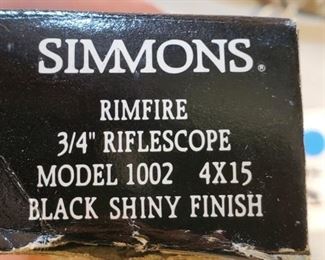 SIMMONS®
RIMFIRE
3/4" RIFLESCOPE
MODEL 1002 4X15
BLACK SHINY FINISH